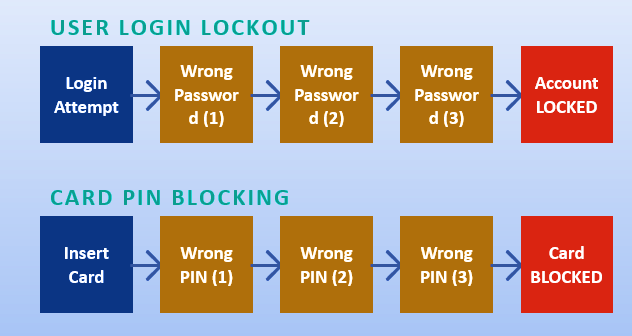 USER LOGIN LOCKOUT
Login
Attempt
Wrong
Passwor
d (1)
Wrong
Passwor
d (2)
Wrong
Passwor
d (3)
Account
LOCKED
CARD PIN BLOCKING
Insert
Card
Wrong
PIN (1)
Wrong
PIN (2)
Wrong
PIN (3)
Card
BLOCKED